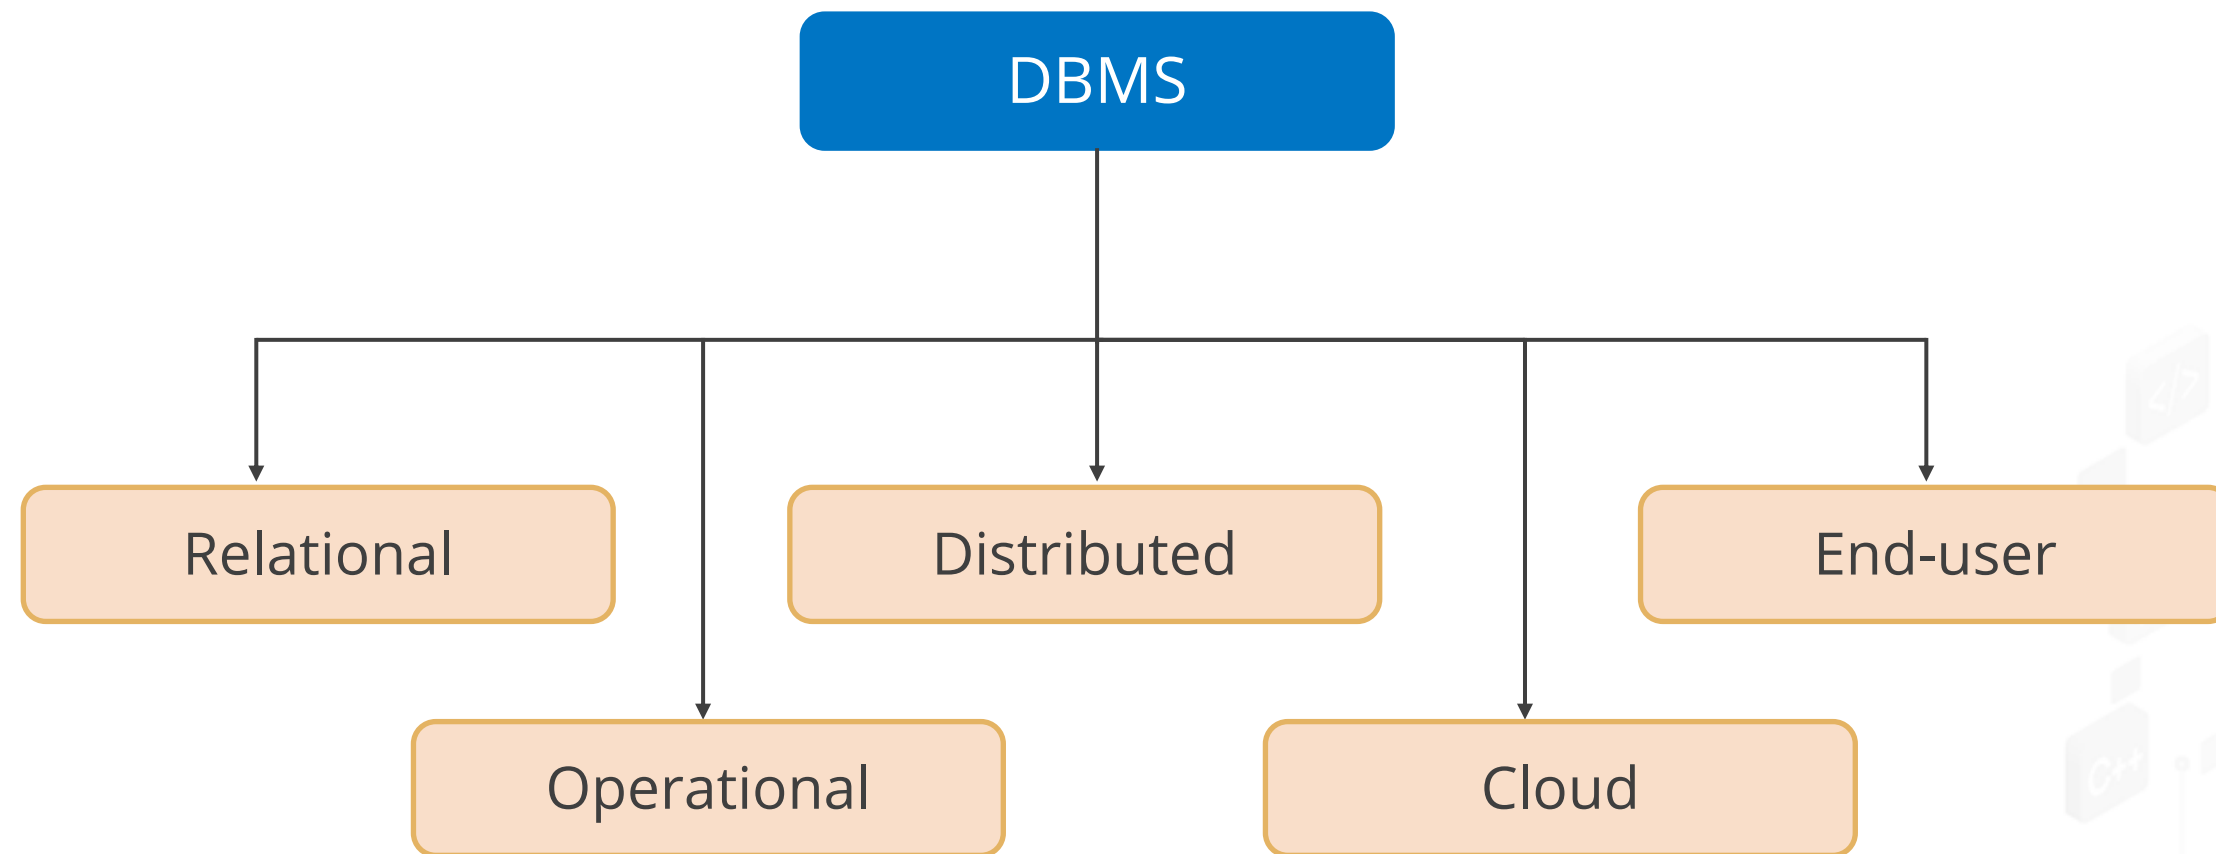 DBMS
Relational
Distributed
End-user
Operational
Cloud
</>
C++